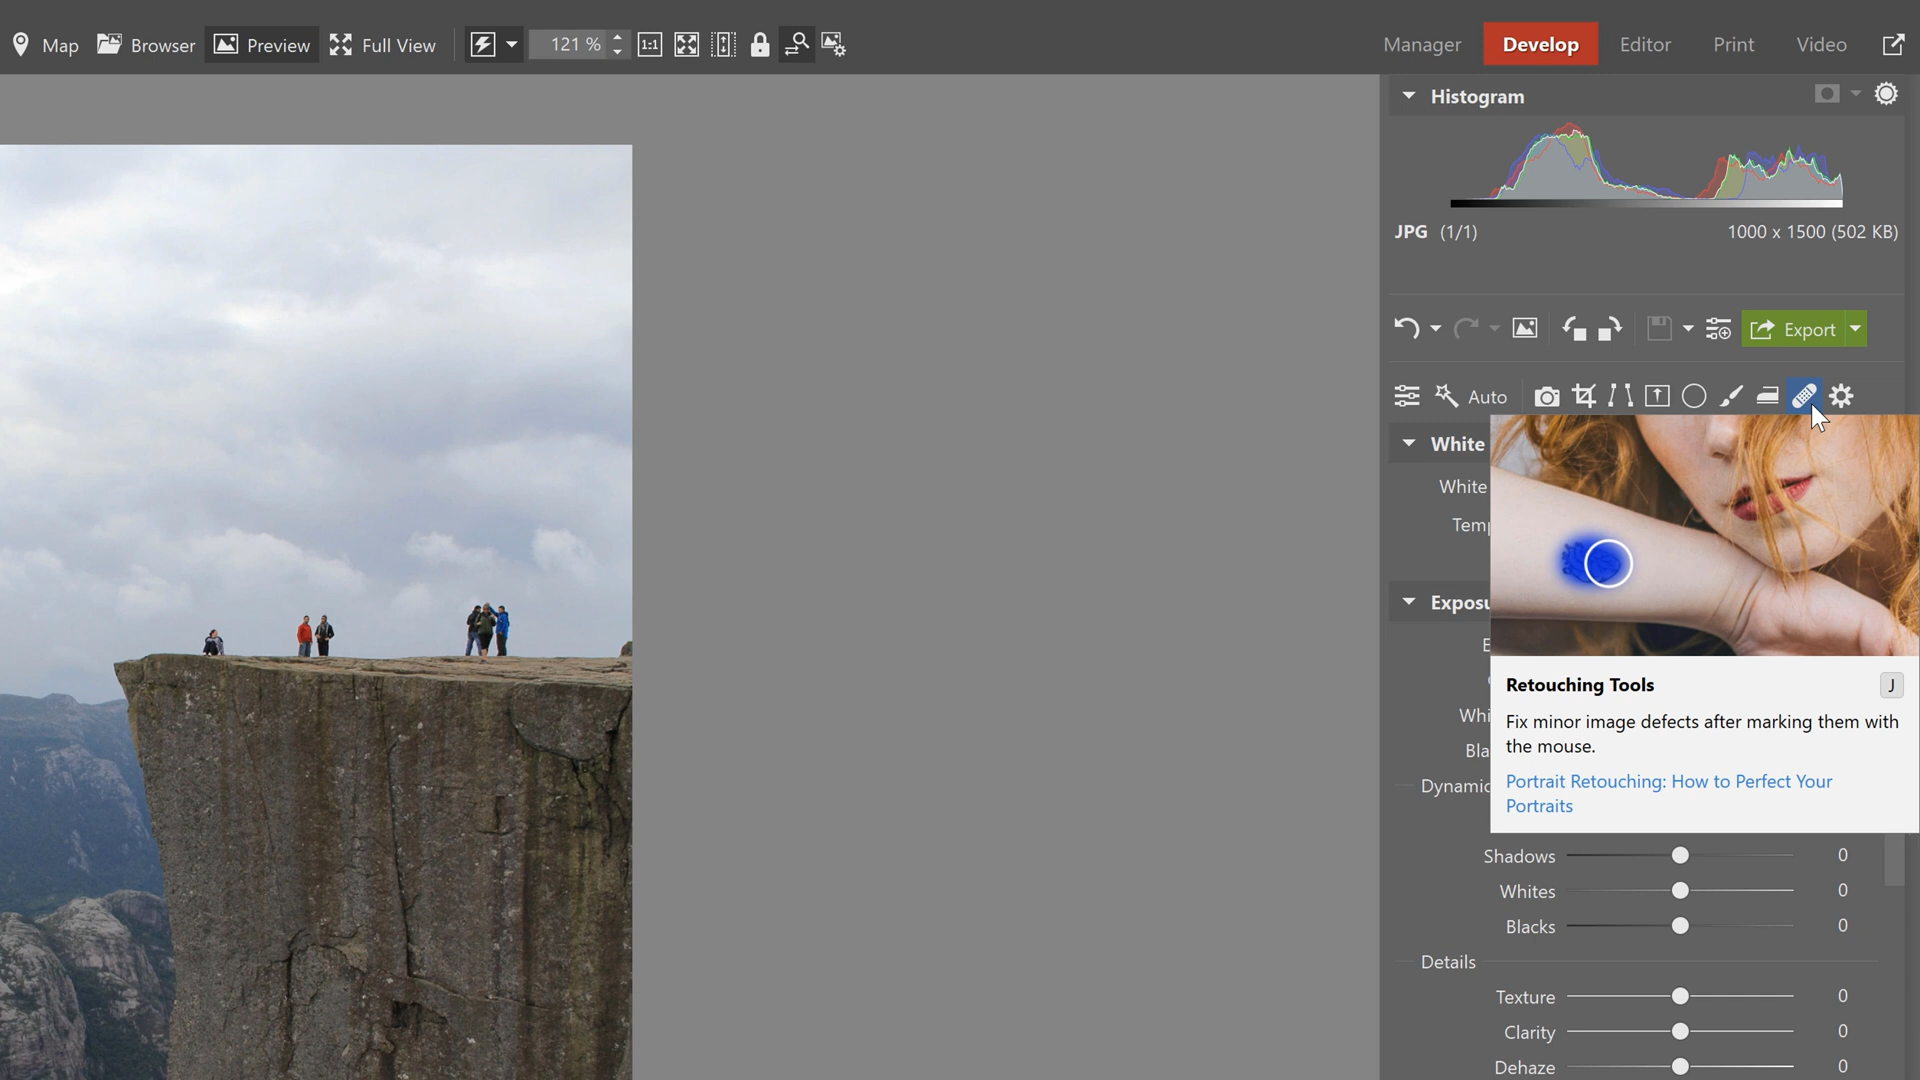 Map Browser Preview Full View 121 % 1:1 Manager Develop Editor Print Video
Histogram
JPG (1/1) 1000 x 1500 (502 KB)
Export
Auto
White
White
Temp
Exposu
E
Whi
Bla
Dynamic
Retouching Tools J
Fix minor image defects after marking them with
the mouse.
Portrait Retouching: How to Perfect Your
Portraits
Shadows 0
Whites 0
Blacks 0
Details
Texture 0
Clarity 0
Dehaze 0